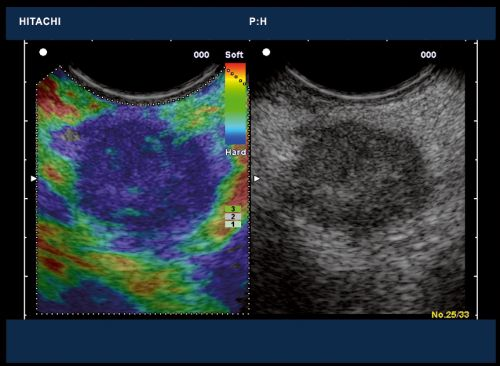 HITACHI P:H
000 000
Soft
Hard
3
2
1
No.25/33